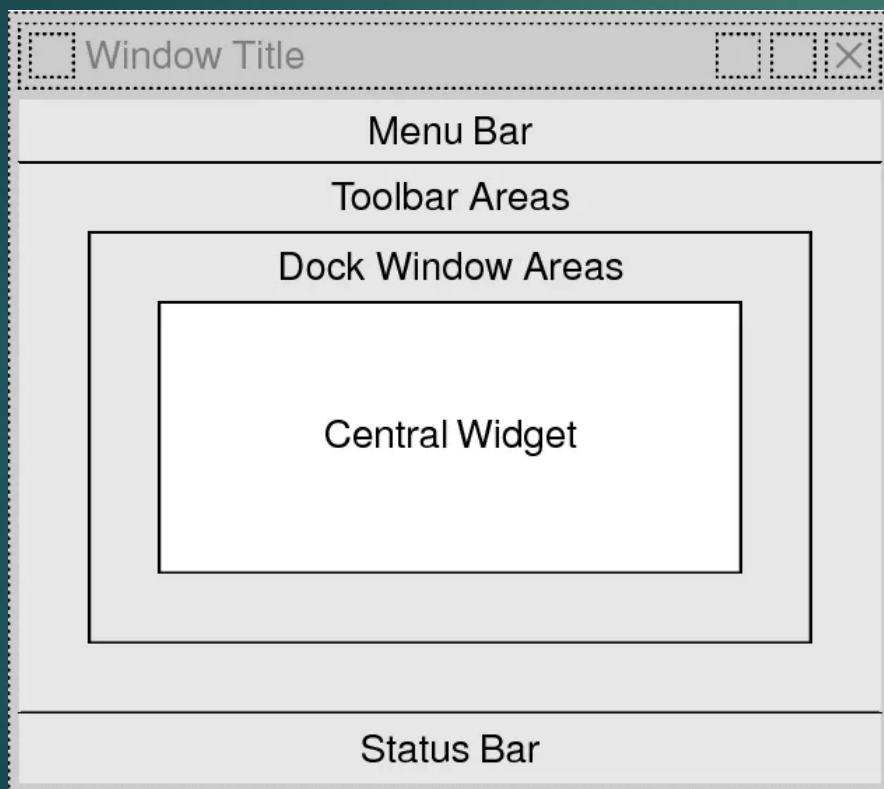 Window Title
Menu Bar
Toolbar Areas
Dock Window Areas
Central Widget
Status Bar